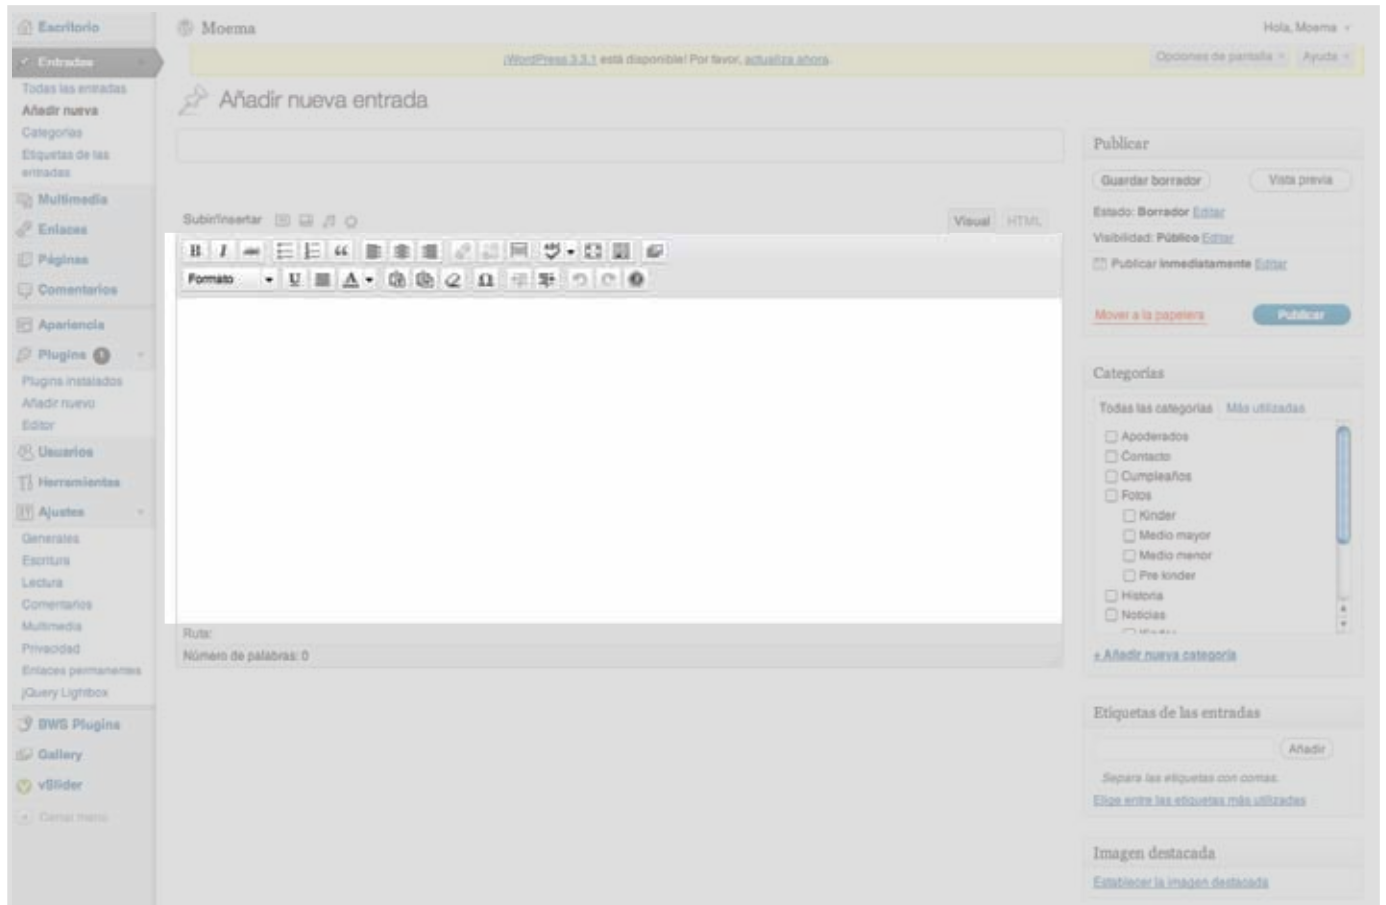 Escritorio
Entradas
Todas las entradas
Añadir nueva
Categorías
Etiquetas de las
entradas
Multimedia
Enlaces
Páginas
Comentarios
Apariencia
Plugins 1
Plugins instalados
Añadir nuevo
Editor
Usuarios
Herramientas
Ajustes
Generales
Escritura
Lectura
Comentarios
Multimedia
Privacidad
Enlaces permanentes
jQuery Lightbox
BWS Plugins
Gallery
vSlider
Cerrar menú
Moema
Hola, Moema
¡WordPress 3.3.1 está disponible! Por favor, actualiza ahora.
Opciones de pantalla
Ayuda
Añadir nueva entrada
Subir/Insertar
Visual HTML
B I ABC
Formato U A Ω
Ruta:
Número de palabras: 0
Publicar
Guardar borrador Vista previa
Estado: Borrador Editar
Visibilidad: Público Editar
Publicar inmediatamente Editar
Mover a la papelera Publicar
Categorías
Todas las categorías Más utilizadas
Apoderados
Contacto
Cumpleaños
Fotos
Kinder
Medio mayor
Medio menor
Pre kinder
Historia
Noticias
+ Añadir nueva categoría
Etiquetas de las entradas
Añadir
Separa las etiquetas con comas.
Elige entre las etiquetas más utilizadas
Imagen destacada
Establecer la imagen destacada